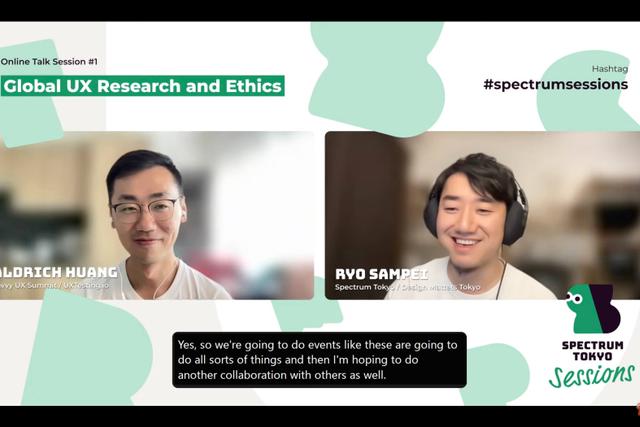 Online Talk Session #1
Global UX Research and Ethics
Hashtag
#spectrumsessions
ALDRICH HUANG
vvy UX Summit / UXTesting.io
RYO SAMPEI
Spectrum Tokyo / Design Matters Tokyo
Yes, so we're going to do events like these are going to
do all sorts of things and then I'm hoping to do
another collaboration with others as well.
SPECTRUM
TOKYO
Sessions